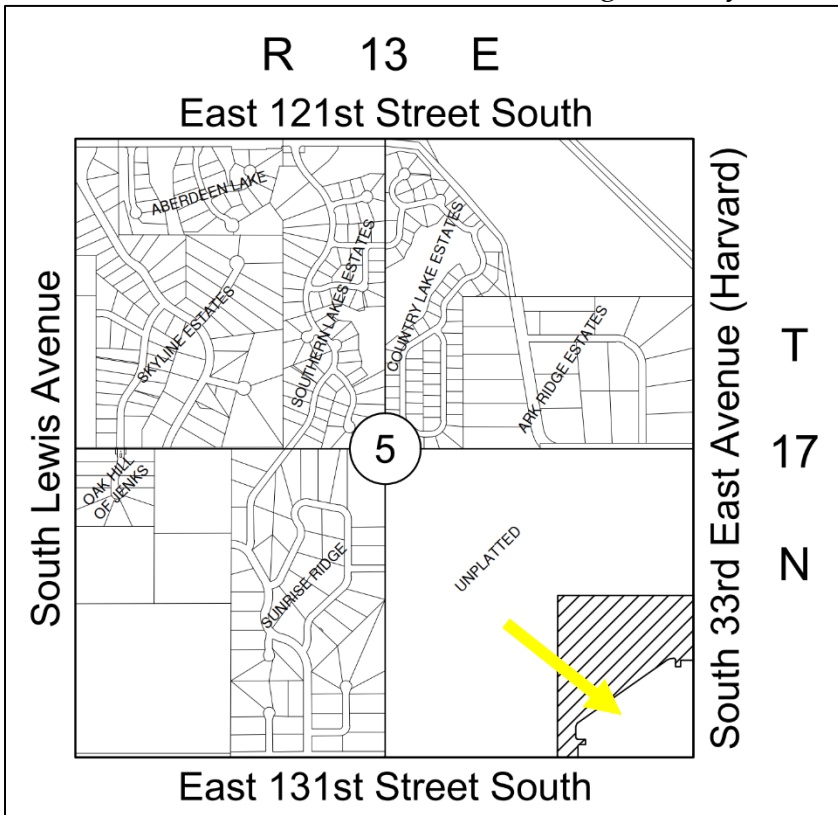 R 13 E
East 121st Street South
ABERDEEN LAKE
SKYLINE ESTATES
SOUTHERN LAKES ESTATES
COUNTRY LAKE ESTATES
ARK RIDGE ESTATES
South Lewis Avenue
South 33rd East Avenue (Harvard)
T
17
N
5
OAK HILL
OF JENKS
SUNRISE RIDGE
UNPLATTED
East 131st Street South